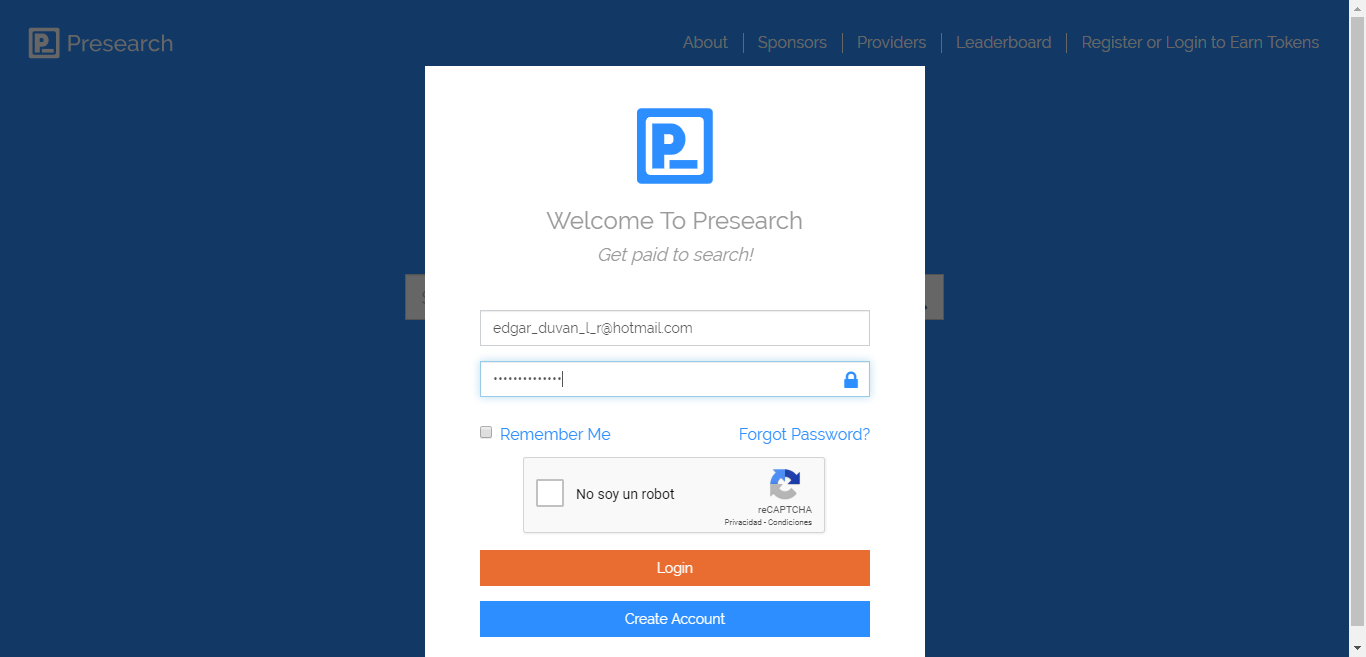 Presearch
About
Sponsors
Providers
Leaderboard
Register or Login to Earn Tokens
P_
Welcome To Presearch
Get paid to search!
edgar_duvan_l_r@hotmail.com
••••••••••••••
Remember Me
Forgot Password?
No soy un robot
reCAPTCHA
Privacidad - Condiciones
Login
Create Account